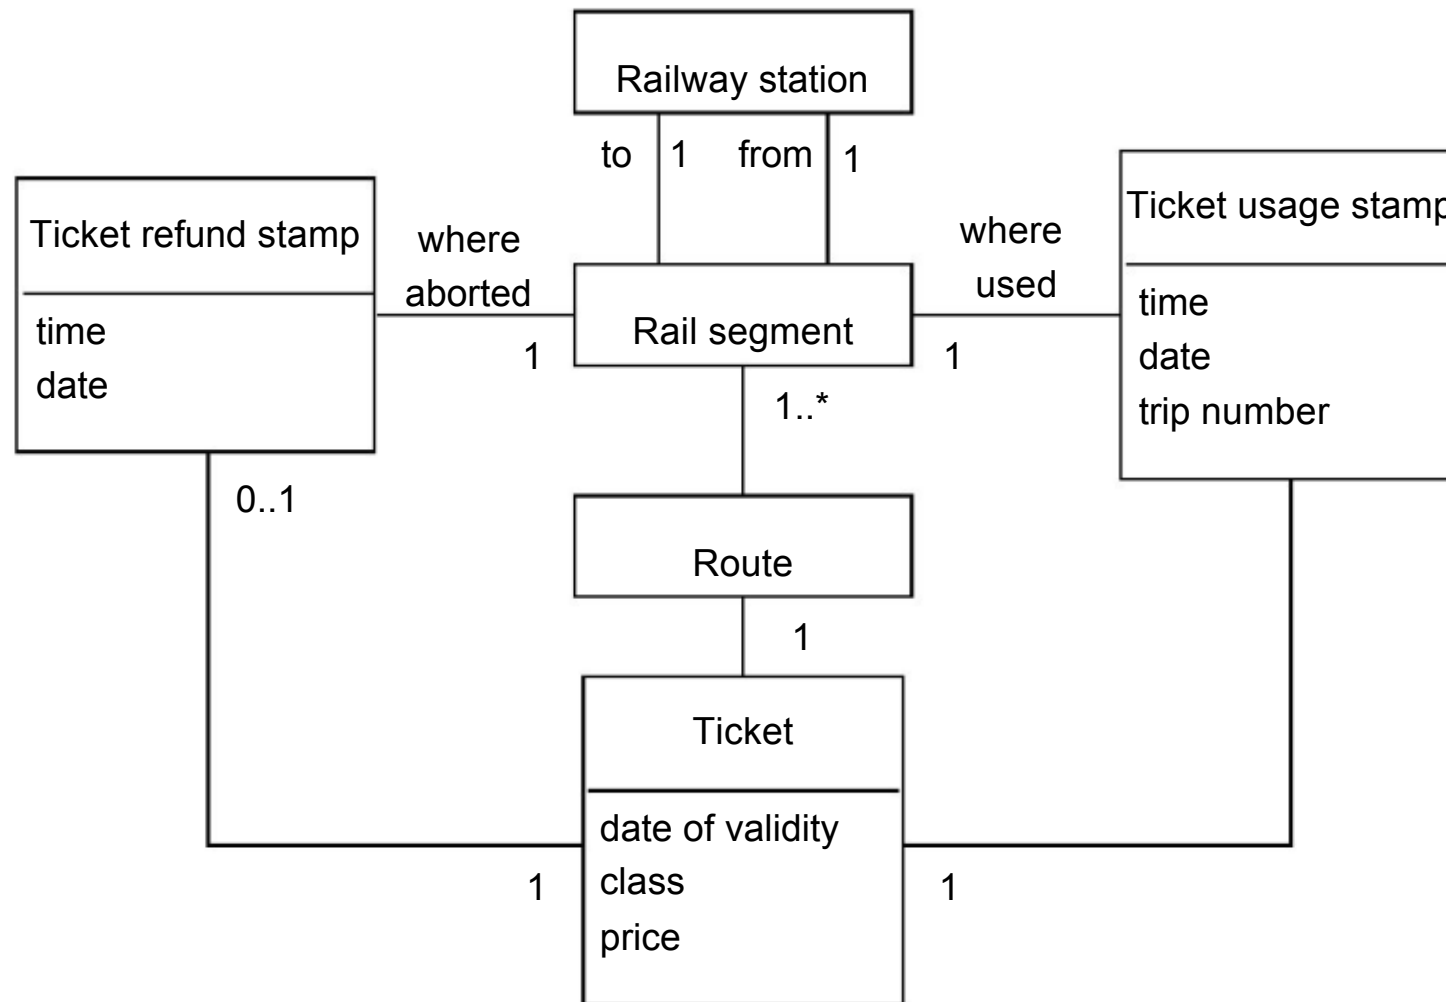 Railway station
to 1 from 1
Ticket refund stamp
time
date
where
aborted
1
Rail segment
where
used
1
Ticket usage stamp
time
date
trip number
1..*
0..1
Route
1
Ticket
date of validity
class
price
1
1